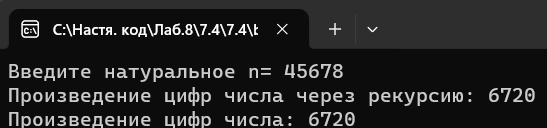 C:\Настя. код\Лаб.8\7.4\7.4\b
Введите натуральное n= 45678
Произведение цифр числа через рекурсию: 6720
Произведение цифр числа: 6720